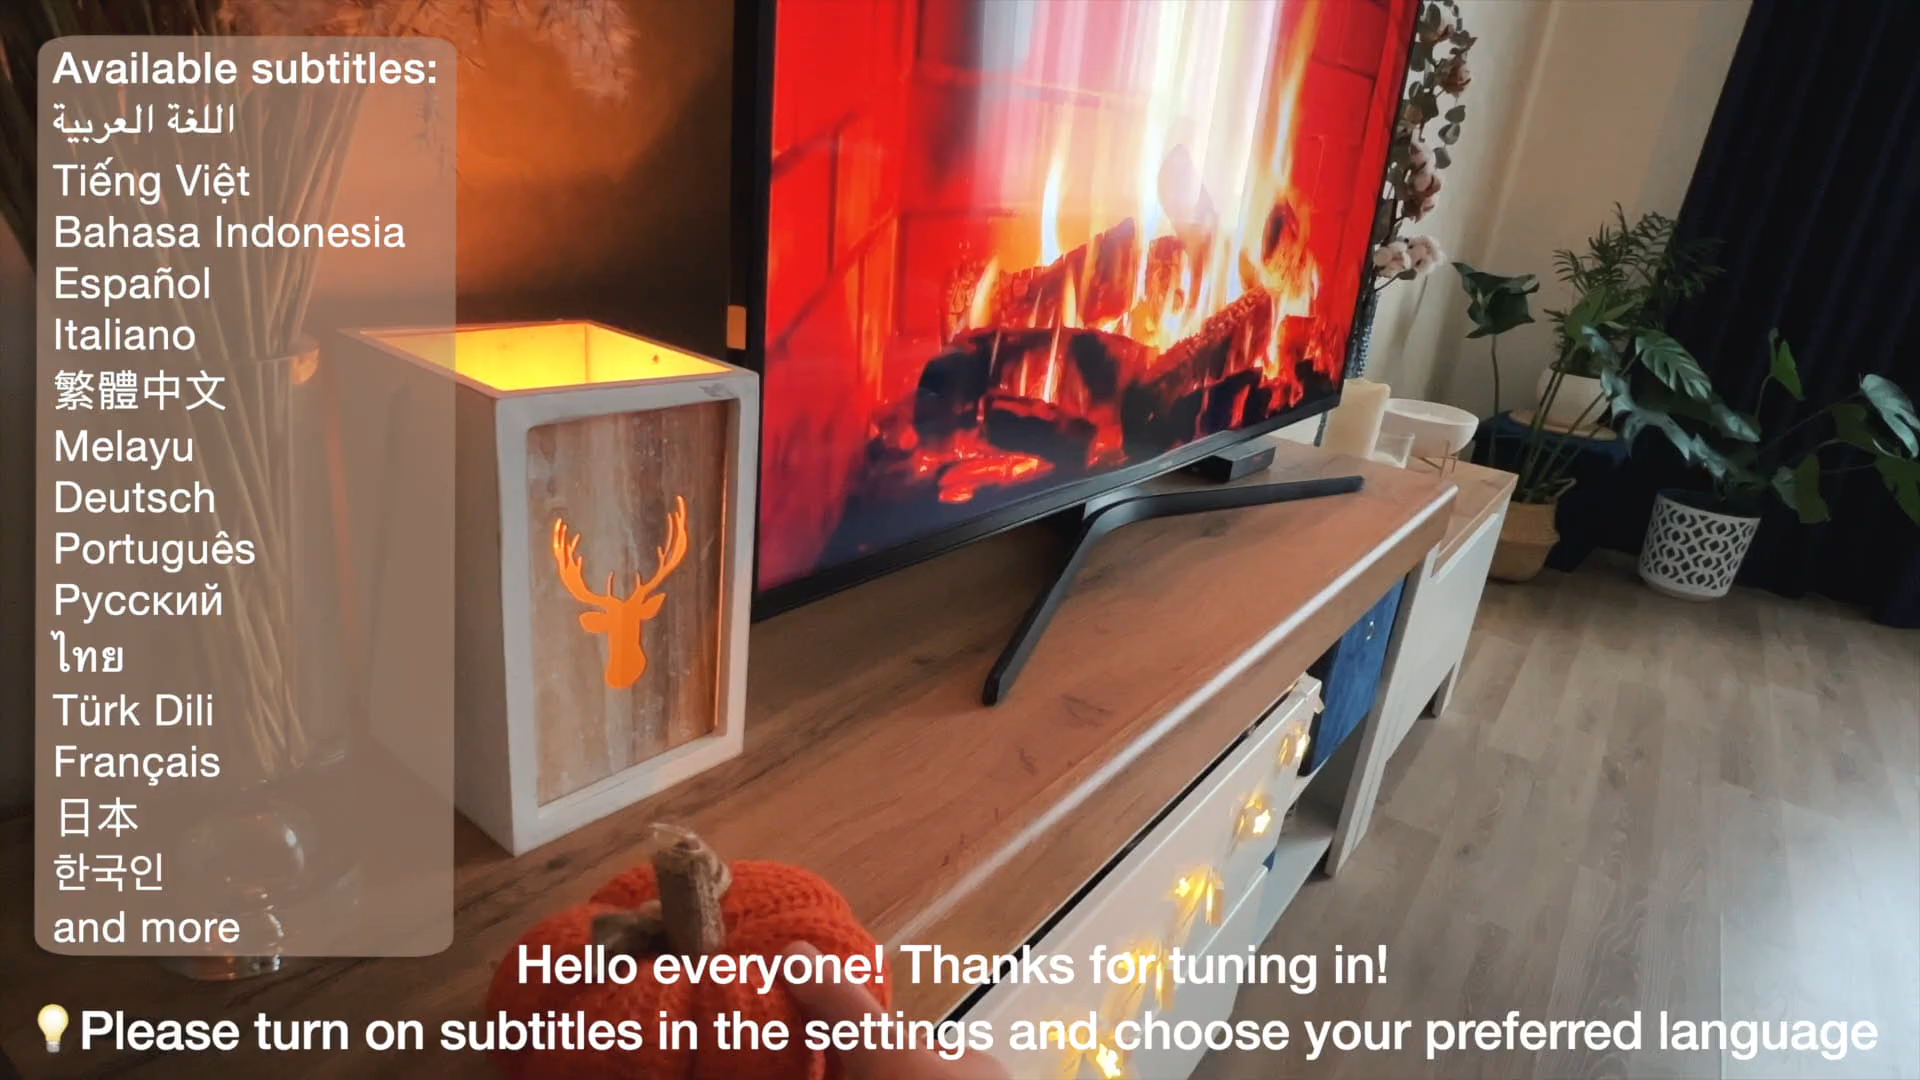 Available subtitles:
اللغة العربية
Tiếng Việt
Bahasa Indonesia
Español
Italiano
繁體中文
Melayu
Deutsch
Português
Русский
ไทย
Türk Dili
Français
日本
한국인
and more
Hello everyone! Thanks for tuning in!
💡Please turn on subtitles in the settings and choose your preferred language